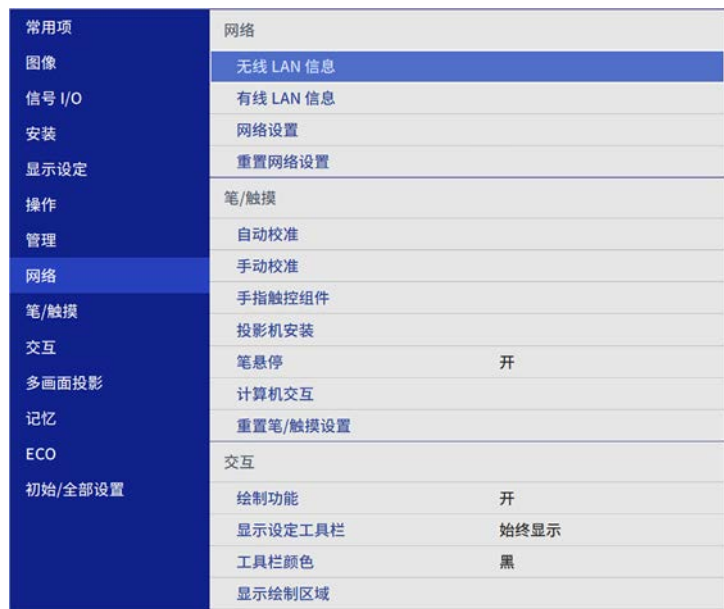 常用项
图像
信号 I/O
安装
显示设定
操作
管理
网络
笔/触摸
交互
多画面投影
记忆
ECO
初始/全部设置
网络
无线 LAN 信息
有线 LAN 信息
网络设置
重置网络设置
笔/触摸
自动校准
手动校准
手指触控组件
投影机安装
笔悬停 开
计算机交互
重置笔/触摸设置
交互
绘制功能 开
显示设定工具栏 始终显示
工具栏颜色 黑
显示绘制区域